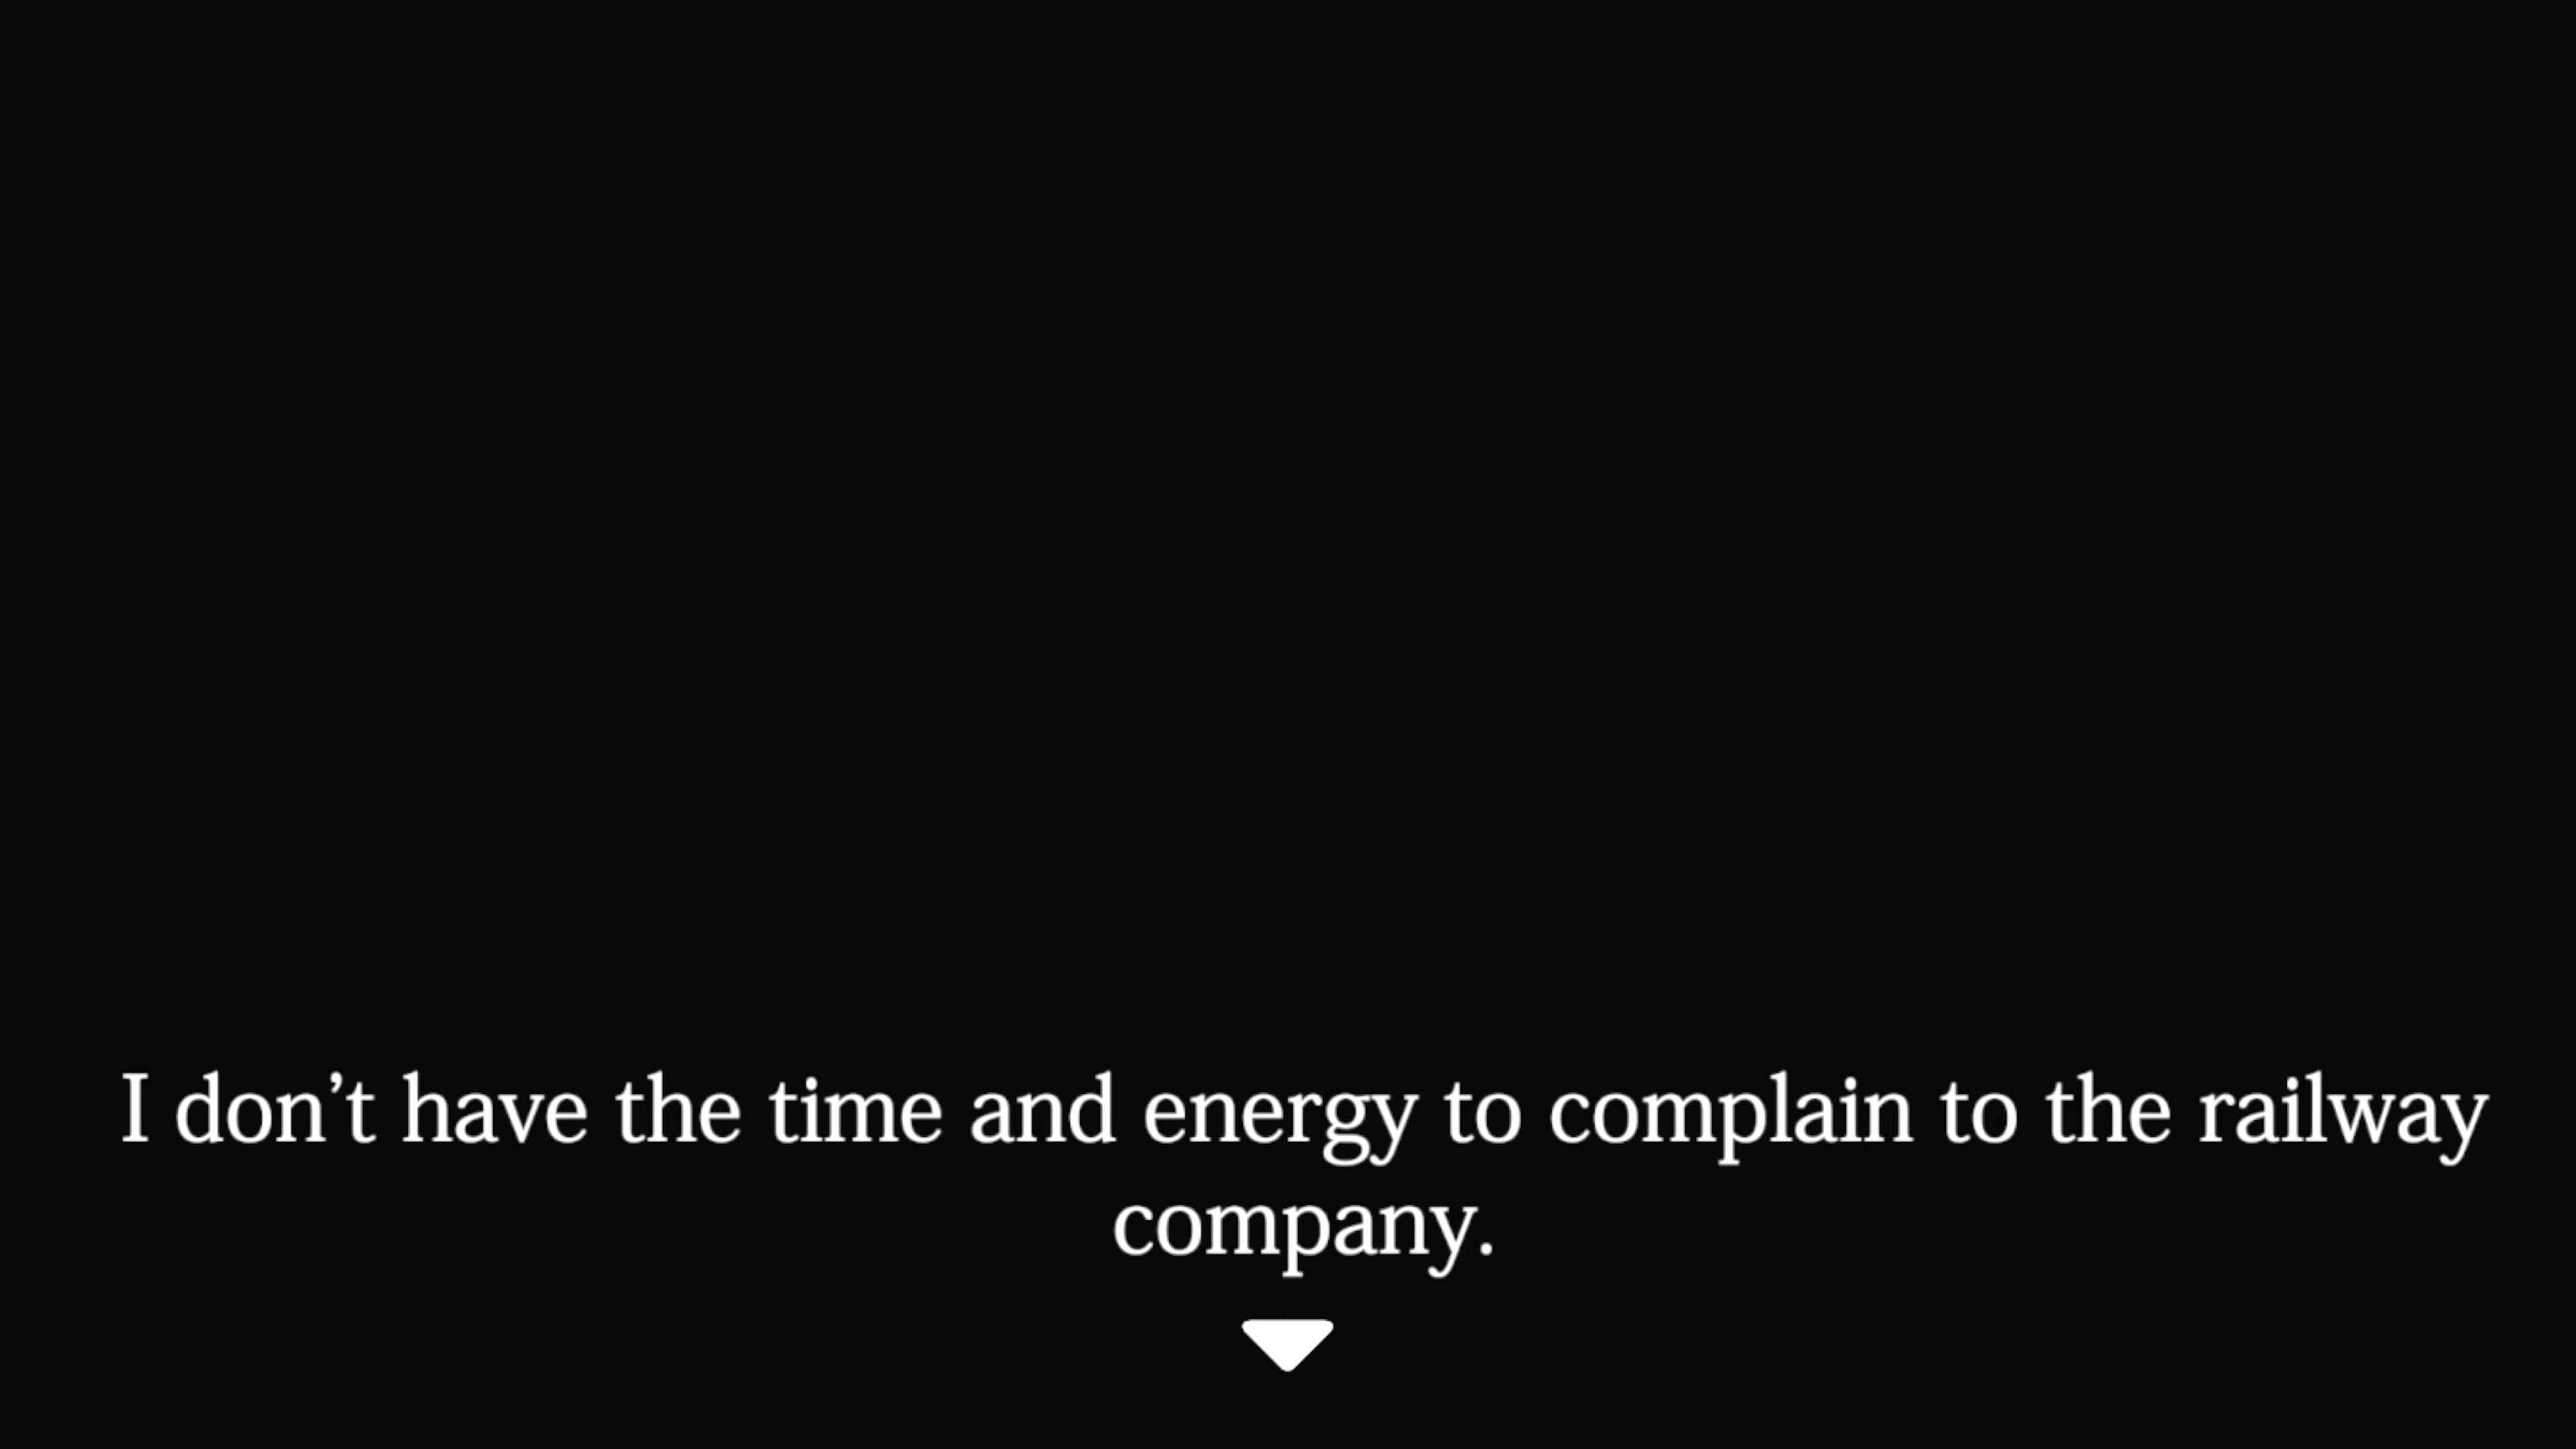 I don’t have the time and energy to complain to the railway
company.